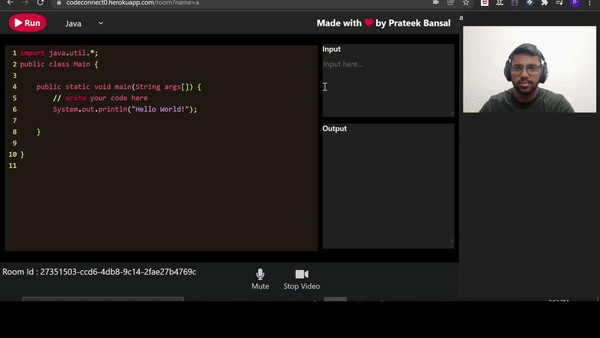 codeconnect0.herokuapp.com/room?name=a
Run
Java
Made with ❤ by Prateek Bansal
a
1 import java.util.*;
2 public class Main {
3
4 public static void main(String args[]) {
5 // write your code here
6 System.out.println("Hello World!");
7
8 }
9
10 }
11
Input
Input here...
Output
Room Id : 27351503-ccd6-4db8-9c14-2fae27b4769c
Mute
Stop Video